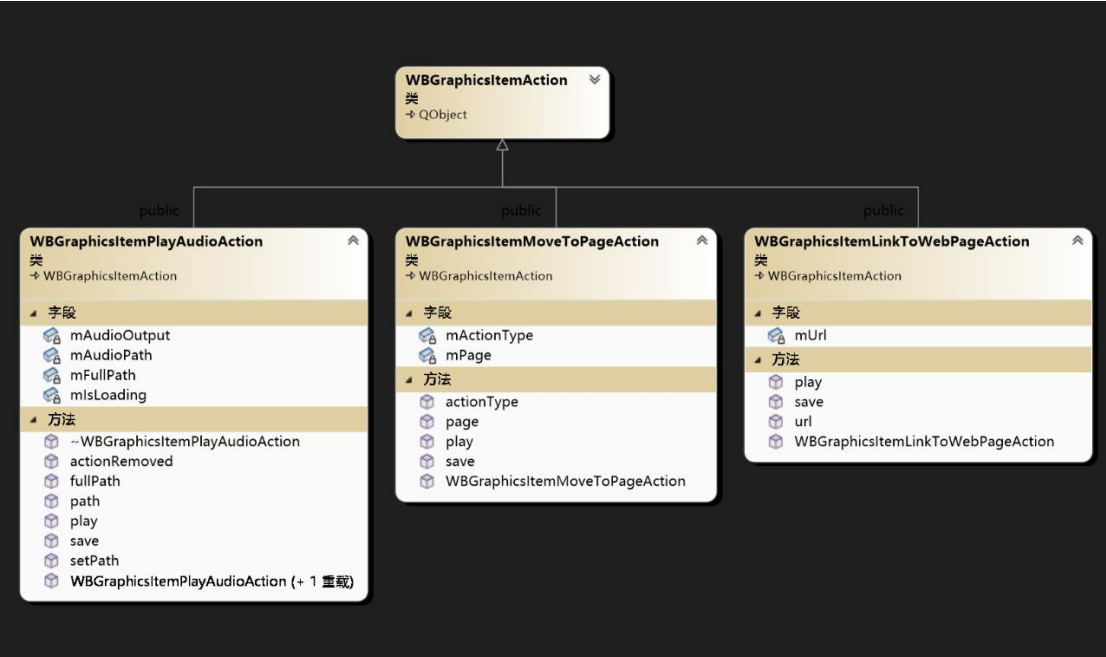 WBGraphicsItemAction
类
QObject
public
public
public
WBGraphicsItemPlayAudioAction
类
WBGraphicsItemAction
字段
mAudioOutput
mAudioPath
mFullPath
mIsLoading
方法
~WBGraphicsItemPlayAudioAction
actionRemoved
fullPath
path
play
save
setPath
WBGraphicsItemPlayAudioAction (+ 1 重载)
WBGraphicsItemMoveToPageAction
类
WBGraphicsItemAction
字段
mActionType
mPage
方法
actionType
page
play
save
WBGraphicsItemMoveToPageAction
WBGraphicsItemLinkToWebPageAction
类
WBGraphicsItemAction
字段
mUrl
方法
play
save
url
WBGraphicsItemLinkToWebPageAction